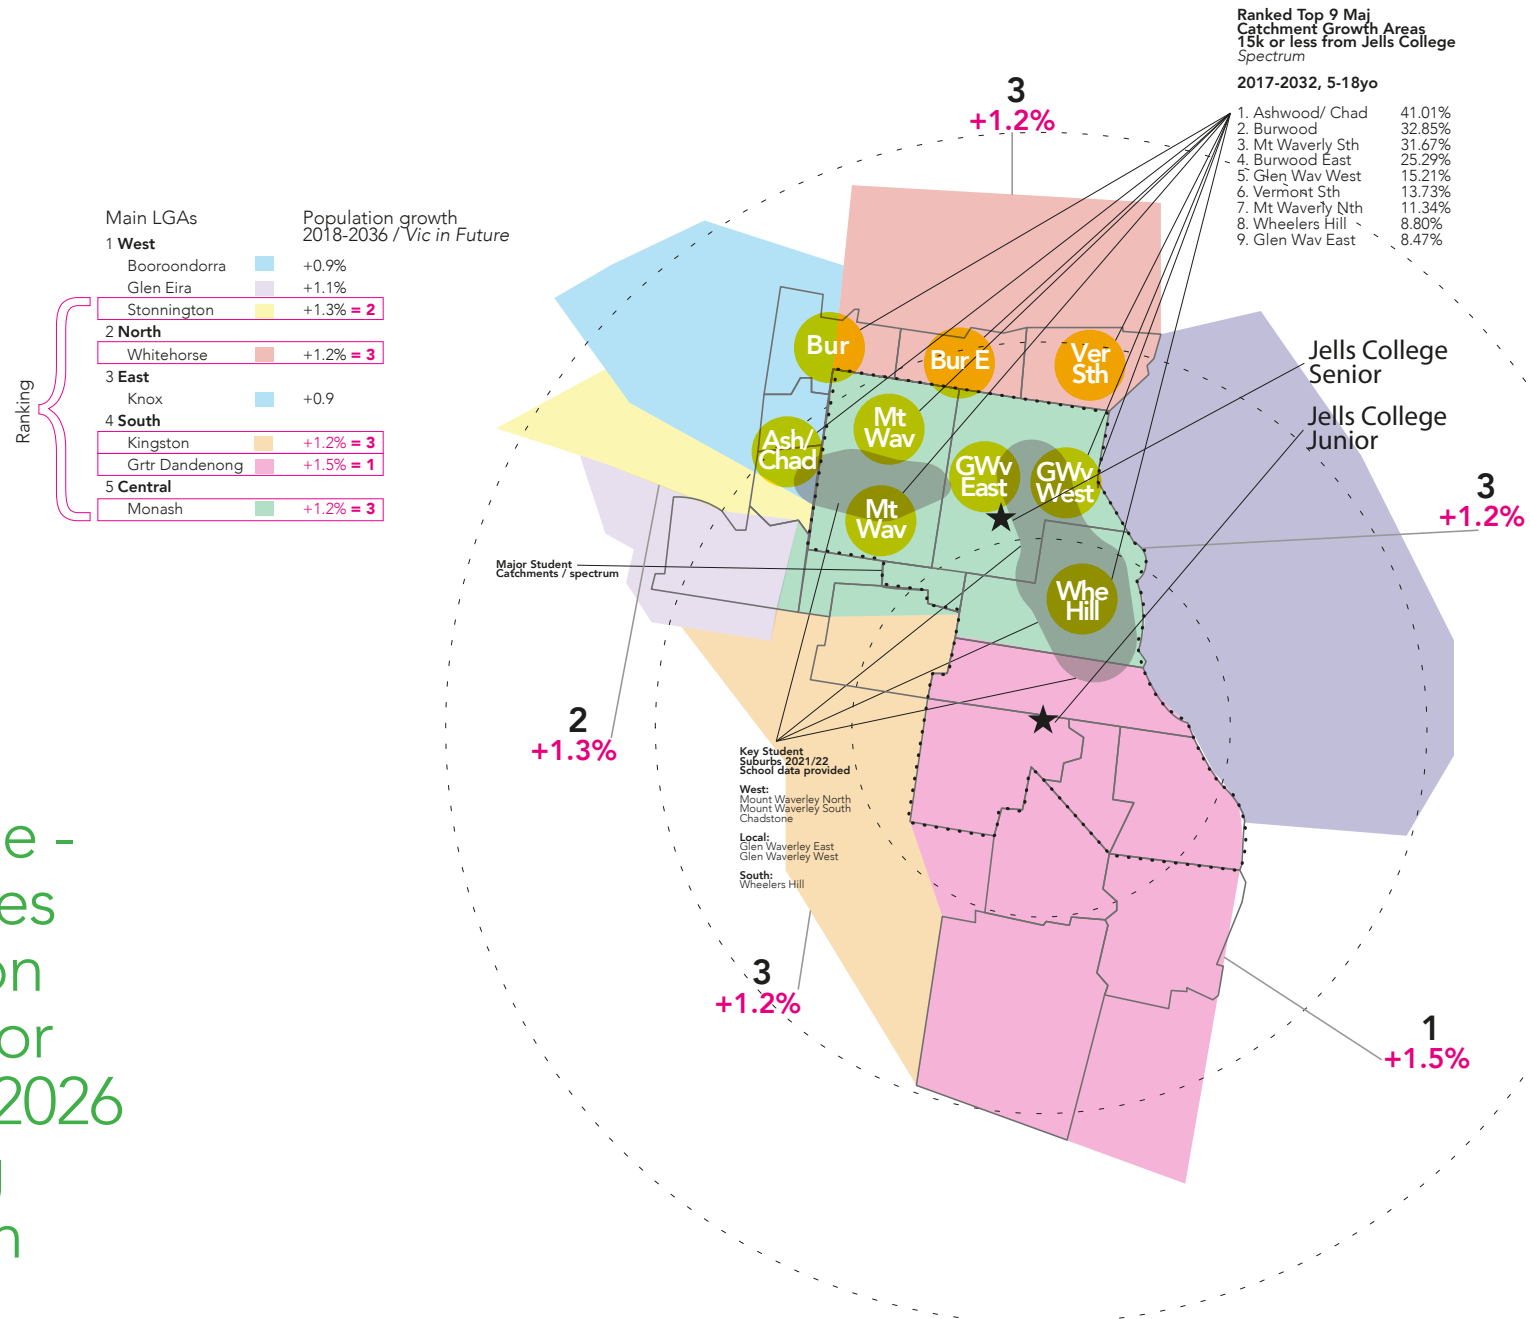 Ranked Top 9 Maj
Catchment Growth Areas
15k or less from Jells College
Spectrum
2017-2032, 5-18yo
1. Ashwood/ Chad 41.01%
2. Burwood 32.85%
3. Mt Waverly Sth 31.67%
4. Burwood East 25.29%
5. Glen Wav West 15.21%
6. Vermont Sth 13.73%
7. Mt Waverly Nth 11.34%
8. Wheelers Hill 8.80%
9. Glen Wav East 8.47%
3
+1.2%
Main LGAs Population growth
2018-2036 / Vic in Future
1 West
Booroondorra +0.9%
Glen Eira +1.1%
Stonnington +1.3% = 2
2 North
Whitehorse +1.2% = 3
3 East
Knox +0.9
4 South
Kingston +1.2% = 3
Grtr Dandenong +1.5% = 1
5 Central
Monash +1.2% = 3
Ranking
Bur
Bur E
Ver
Sth
Jells College
Senior
Jells College
Junior
Mt
Wav
Ash/
Chad
GWv
East
GWv
West
Mt
Wav
Whe
Hill
3
+1.2%
Major Student
Catchments / spectrum
2
+1.3%
Key Student
Suburbs 2021/22
School data provided
West:
Mount Waverley North
Mount Waverley South
Chadstone
Local:
Glen Waverley East
Glen Waverley West
South:
Wheelers Hill
3
+1.2%
1
+1.5%
e -
es
on
or
2026
g
n